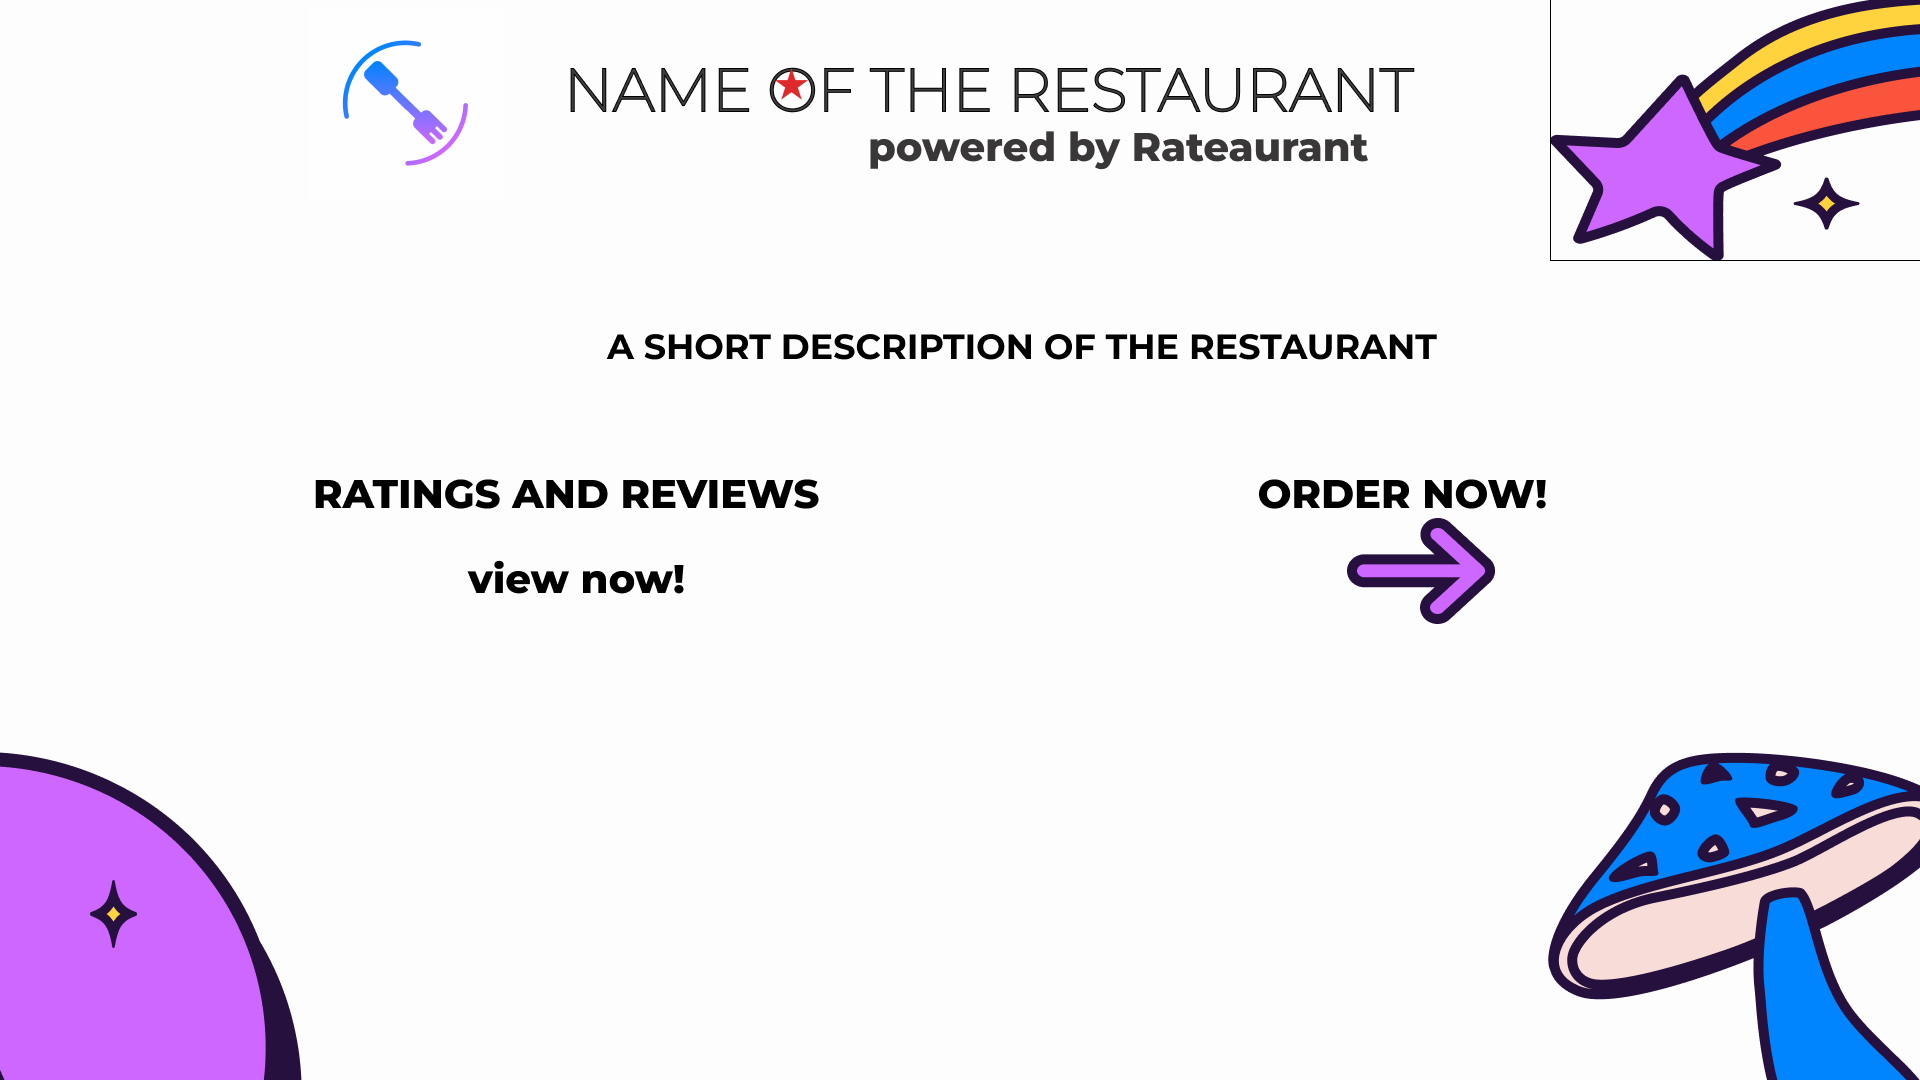 NAME OF THE RESTAURANT
powered by Rateaurant
A SHORT DESCRIPTION OF THE RESTAURANT
RATINGS AND REVIEWS
view now!
ORDER NOW!